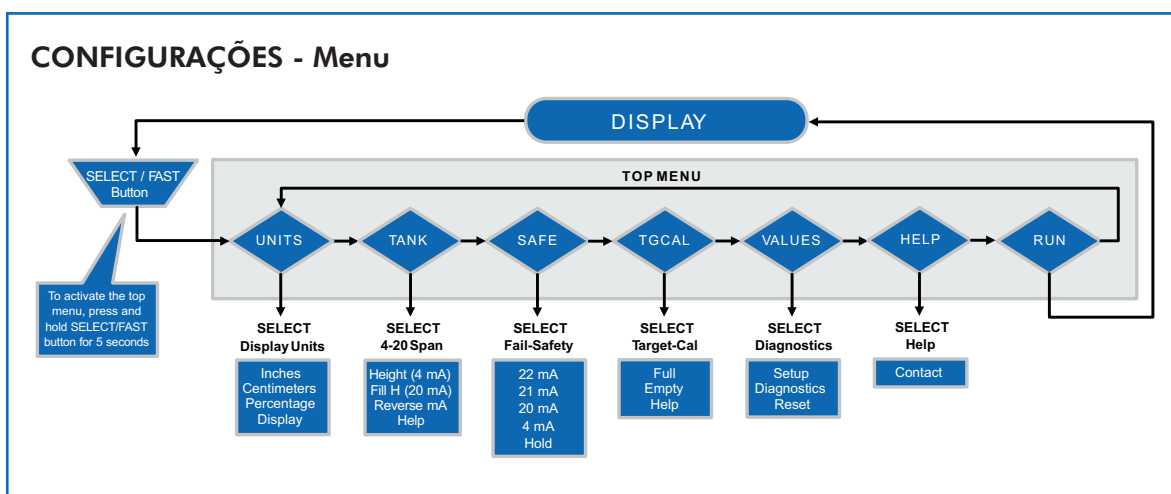 CONFIGURAÇÕES - Menu
DISPLAY
SELECT / FAST
Button
TOP MENU
UNITS
TANK
SAFE
TGCAL
VALUES
HELP
RUN
To activate the top
menu, press and
hold SELECT/FAST
button for 5 seconds
SELECT
Display Units
Inches
Centimeters
Percentage
Display
SELECT
4-20 Span
Height (4 mA)
Fill H (20 mA)
Reverse mA
Help
SELECT
Fail-Safety
22 mA
21 mA
20 mA
4 mA
Hold
SELECT
Target-Cal
Full
Empty
Help
SELECT
Diagnostics
Setup
Diagnostics
Reset
SELECT
Help
Contact